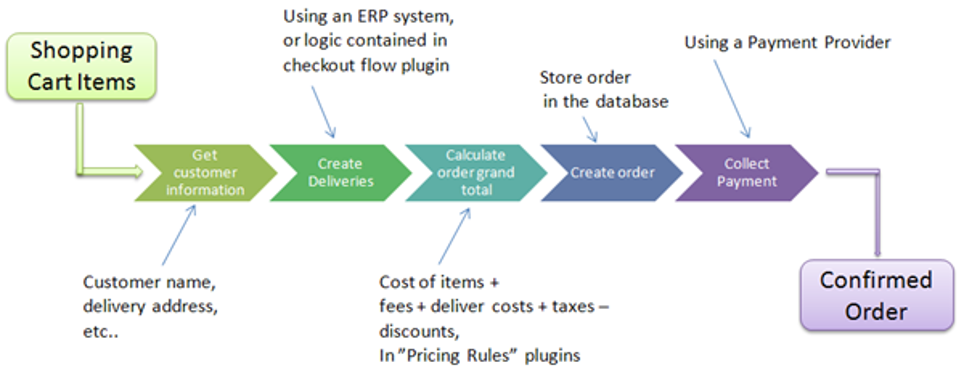 Using an ERP system,
or logic contained in
checkout flow plugin
Using a Payment Provider
Shopping
Cart Items
Store order
in the database
Get
customer
information
Create
Deliveries
Calculate
order grand
total
Create order
Collect
Payment
Customer name,
delivery address,
etc..
Cost of items +
fees + deliver costs + taxes –
discounts,
In ”Pricing Rules” plugins
Confirmed
Order